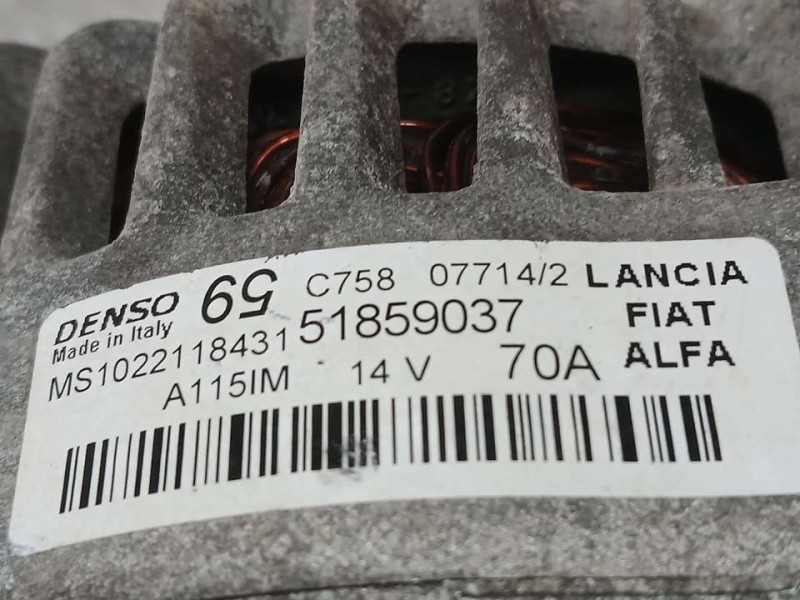 DENSO 59 C758 07714/2 LANCIA
Made in Italy 51859037 FIAT
MS1022118431 ALFA
A115IM 14 V 70A